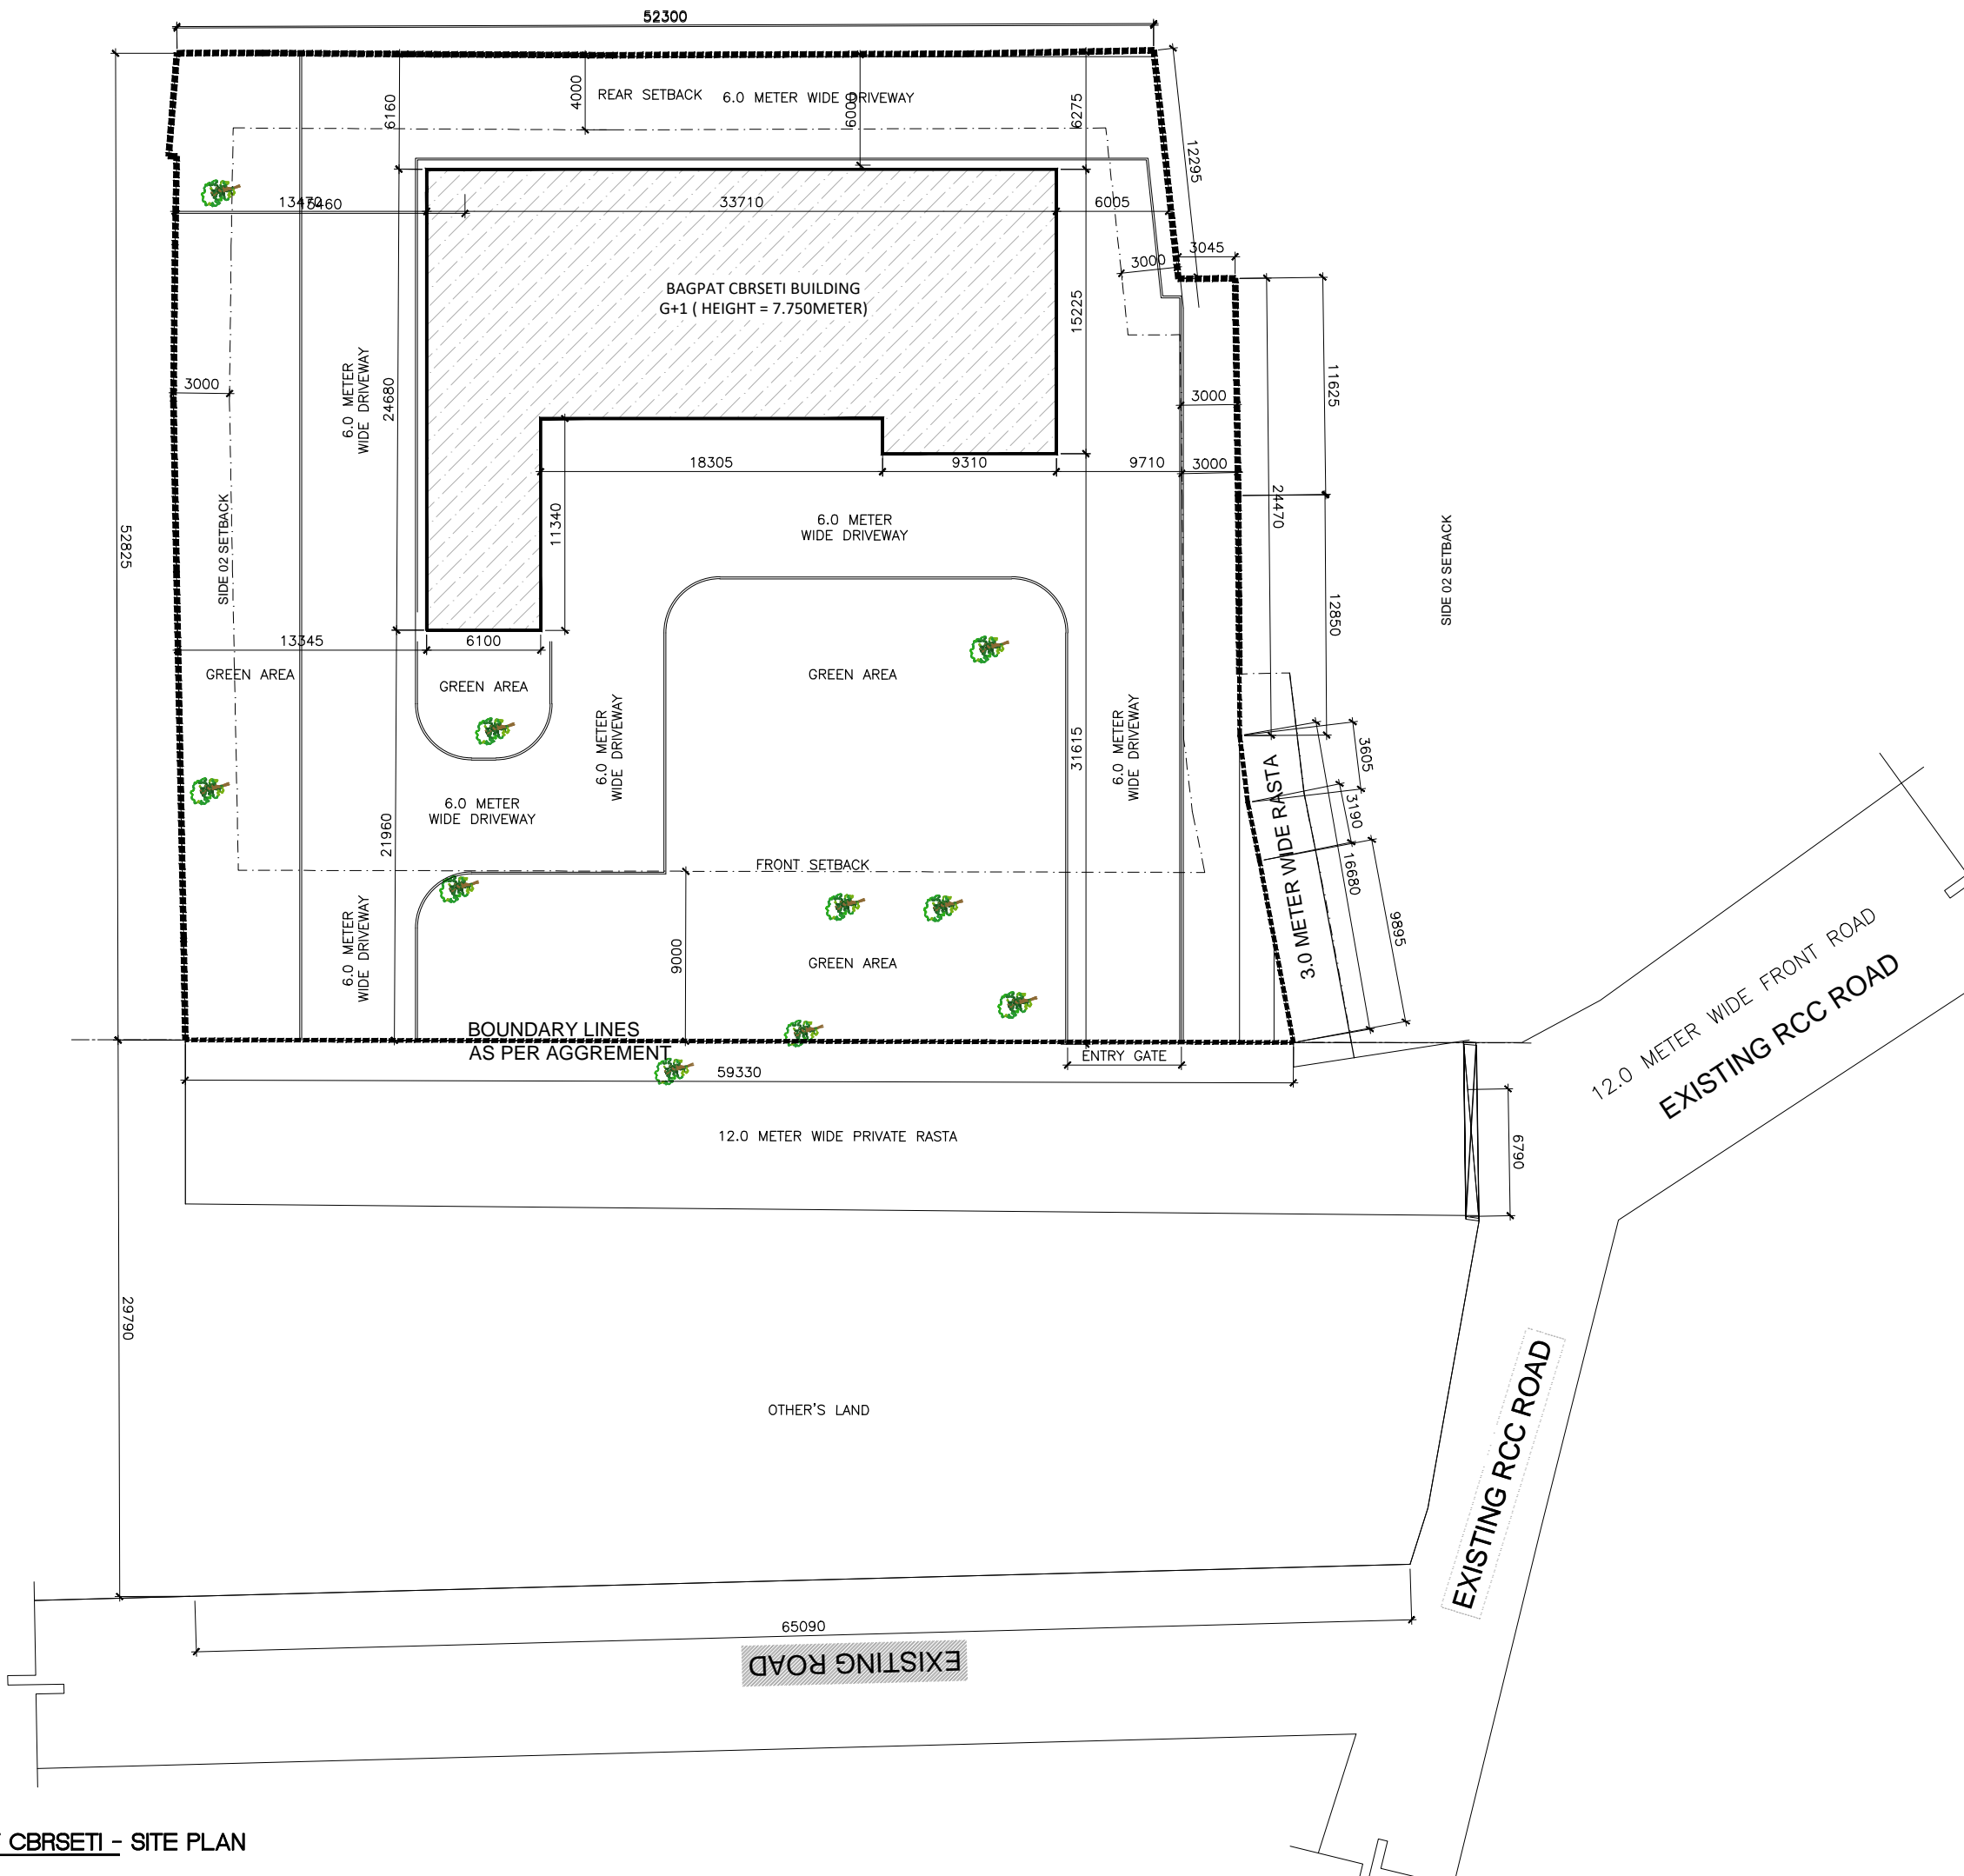 52300
4000
REAR SETBACK
6.0 METER WIDE DRIVEWAY
6160
6000
6275
12295
13470
5460
33710
6005
3045
3000
BAGPAT CBRSETI BUILDING
G+1 ( HEIGHT = 7.750METER)
15225
6.0 METER
WIDE DRIVEWAY
24680
3000
11625
3000
18305
9310
9710
3000
24470
SIDE 02 SETBACK
52825
11340
6.0 METER
WIDE DRIVEWAY
SIDE 02 SETBACK
12850
13345
6100
GREEN AREA
GREEN AREA
GREEN AREA
6.0 METER
WIDE DRIVEWAY
31615
6.0 METER
WIDE DRIVEWAY
3605
3190
16680
9895
3.0 METER WIDE RASTA
6.0 METER
WIDE DRIVEWAY
21960
FRONT SETBACK
6.0 METER
WIDE DRIVEWAY
9000
GREEN AREA
12.0 METER WIDE FRONT ROAD
EXISTING RCC ROAD
BOUNDARY LINES
AS PER AGGREMENT
ENTRY GATE
59330
12.0 METER WIDE PRIVATE RASTA
6790
29790
OTHER'S LAND
EXISTING RCC ROAD
65090
EXISTING ROAD
CBRSETI - SITE PLAN